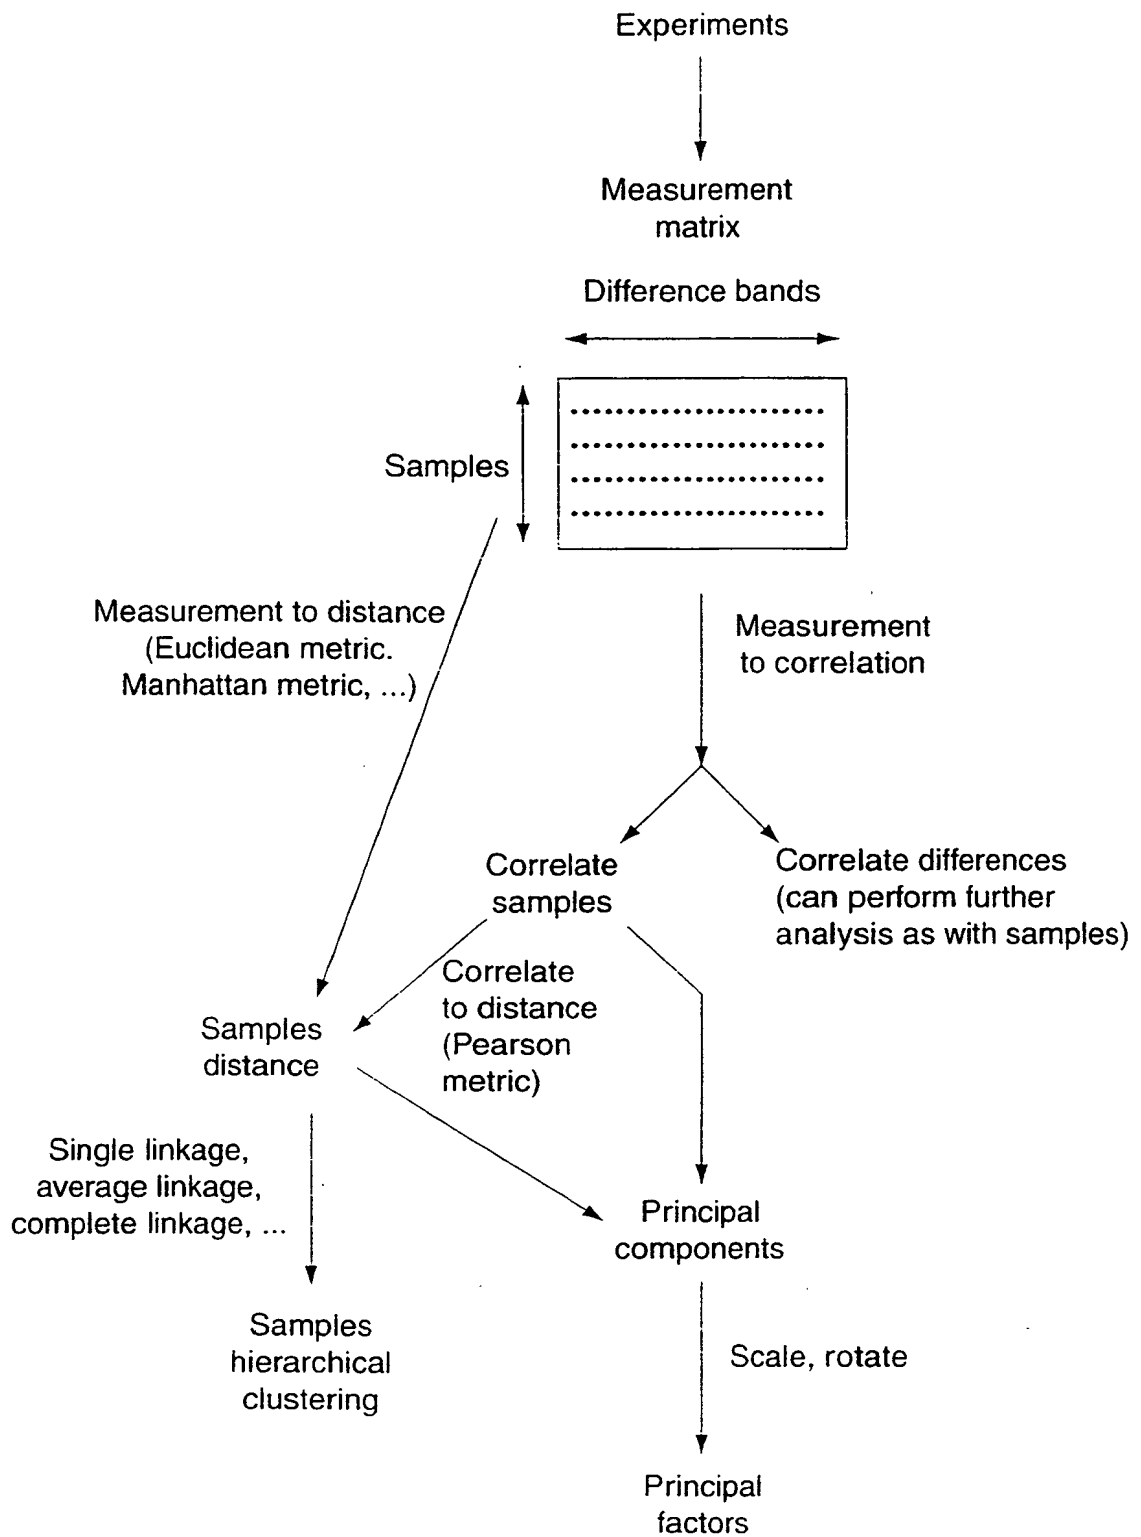 Experiments
Measurement
matrix
Difference bands
Samples
Measurement to distance
(Euclidean metric.
Manhattan metric, ...)
Measurement
to correlation
Correlate
samples
Correlate differences
(can perform further
analysis as with samples)
Correlate
to distance
(Pearson
metric)
Samples
distance
Single linkage,
average linkage,
complete linkage, ...
Principal
components
Samples
hierarchical
clustering
Scale, rotate
Principal
factors